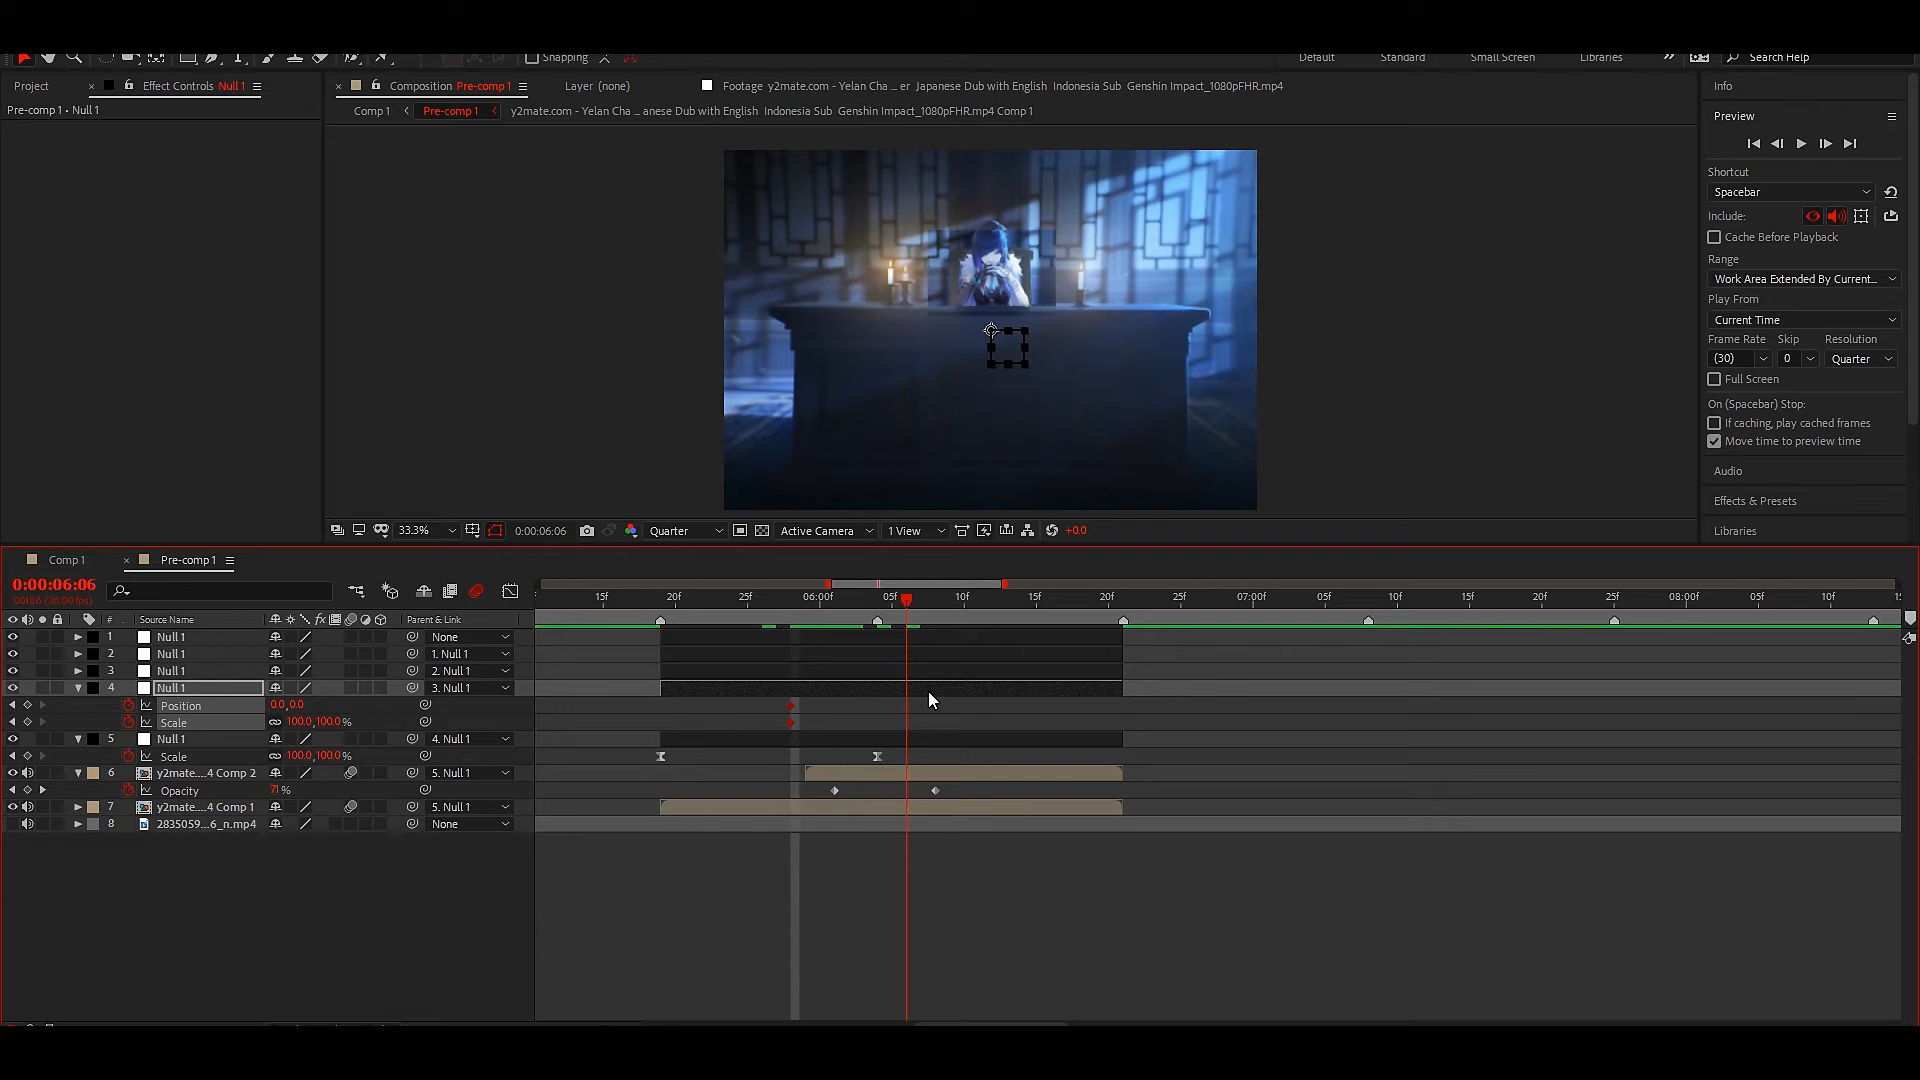 Snapping
Default
Standard
Small Screen
Libraries
»
Search Help
Project
× Effect Controls Null 1
Pre-comp 1 • Null 1
× Composition Pre-comp 1
Layer (none)
Footage y2mate.com - Yelan Cha ... er Japanese Dub with English Indonesia Sub Genshin Impact_1080pFHR.mp4
Comp 1
Pre-comp 1
y2mate.com - Yelan Cha ... anese Dub with English Indonesia Sub Genshin Impact_1080pFHR.mp4 Comp 1
33.3%
0:00:06:06
Quarter
Active Camera
1 View
+0.0
Info
Preview
Shortcut
Spacebar
Include:
Cache Before Playback
Range
Work Area Extended By Current...
Play From
Current Time
Frame Rate Skip Resolution
(30) 0 Quarter
Full Screen
On (Spacebar) Stop:
If caching, play cached frames
Move time to preview time
Audio
Effects & Presets
Libraries
Comp 1
× Pre-comp 1
0:00:06:06
00186 (30.00 fps)
15f 20f 25f 06:00f 05f 10f 15f 20f 25f 07:00f 05f 10f 15f 20f 25f 08:00f 05f 10f
# . Source Name fx Parent & Link
1 Null 1 None
2 Null 1 1. Null 1
3 Null 1 2. Null 1
4 Null 1 3. Null 1
Position 0.0,0.0
Scale 100.0,100.0%
5 Null 1 4. Null 1
Scale 100.0,100.0%
6 y2mate....4 Comp 2 5. Null 1
Opacity 71%
7 y2mate....4 Comp 1 5. Null 1
8 2835059...6_n.mp4 None